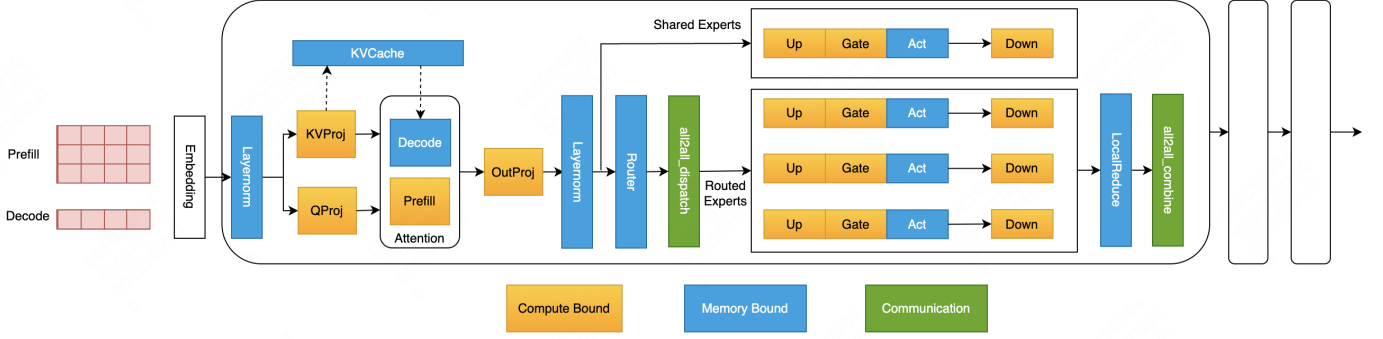 Prefill
Decode
Embedding
Layernorm
KVCache
KVProj
QProj
Decode
Prefill
Attention
OutProj
Layernorm
Router
all2all_dispatch
Shared Experts
Up Gate Act Down
Routed
Experts
Up Gate Act Down
Up Gate Act Down
Up Gate Act Down
LocalReduce
all2all_combine
Compute Bound
Memory Bound
Communication